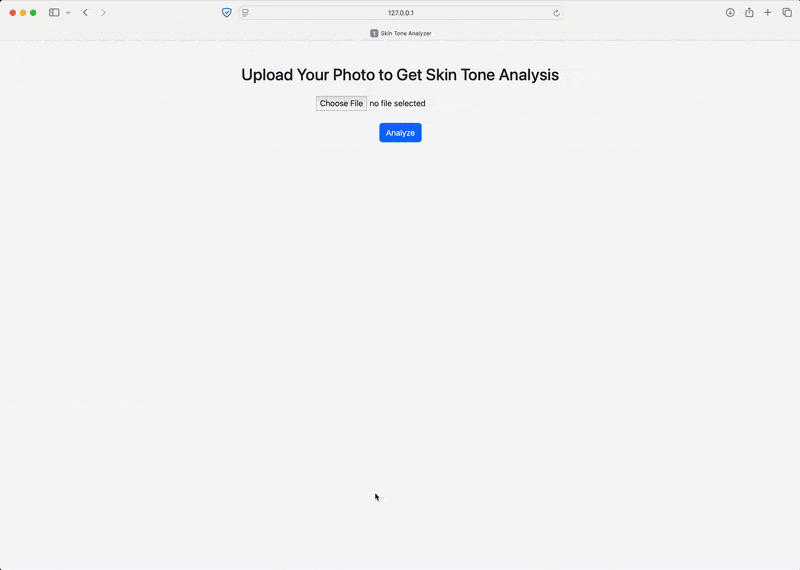 127.0.0.1
1 Skin Tone Analyzer
Upload Your Photo to Get Skin Tone Analysis
Choose File no file selected
Analyze